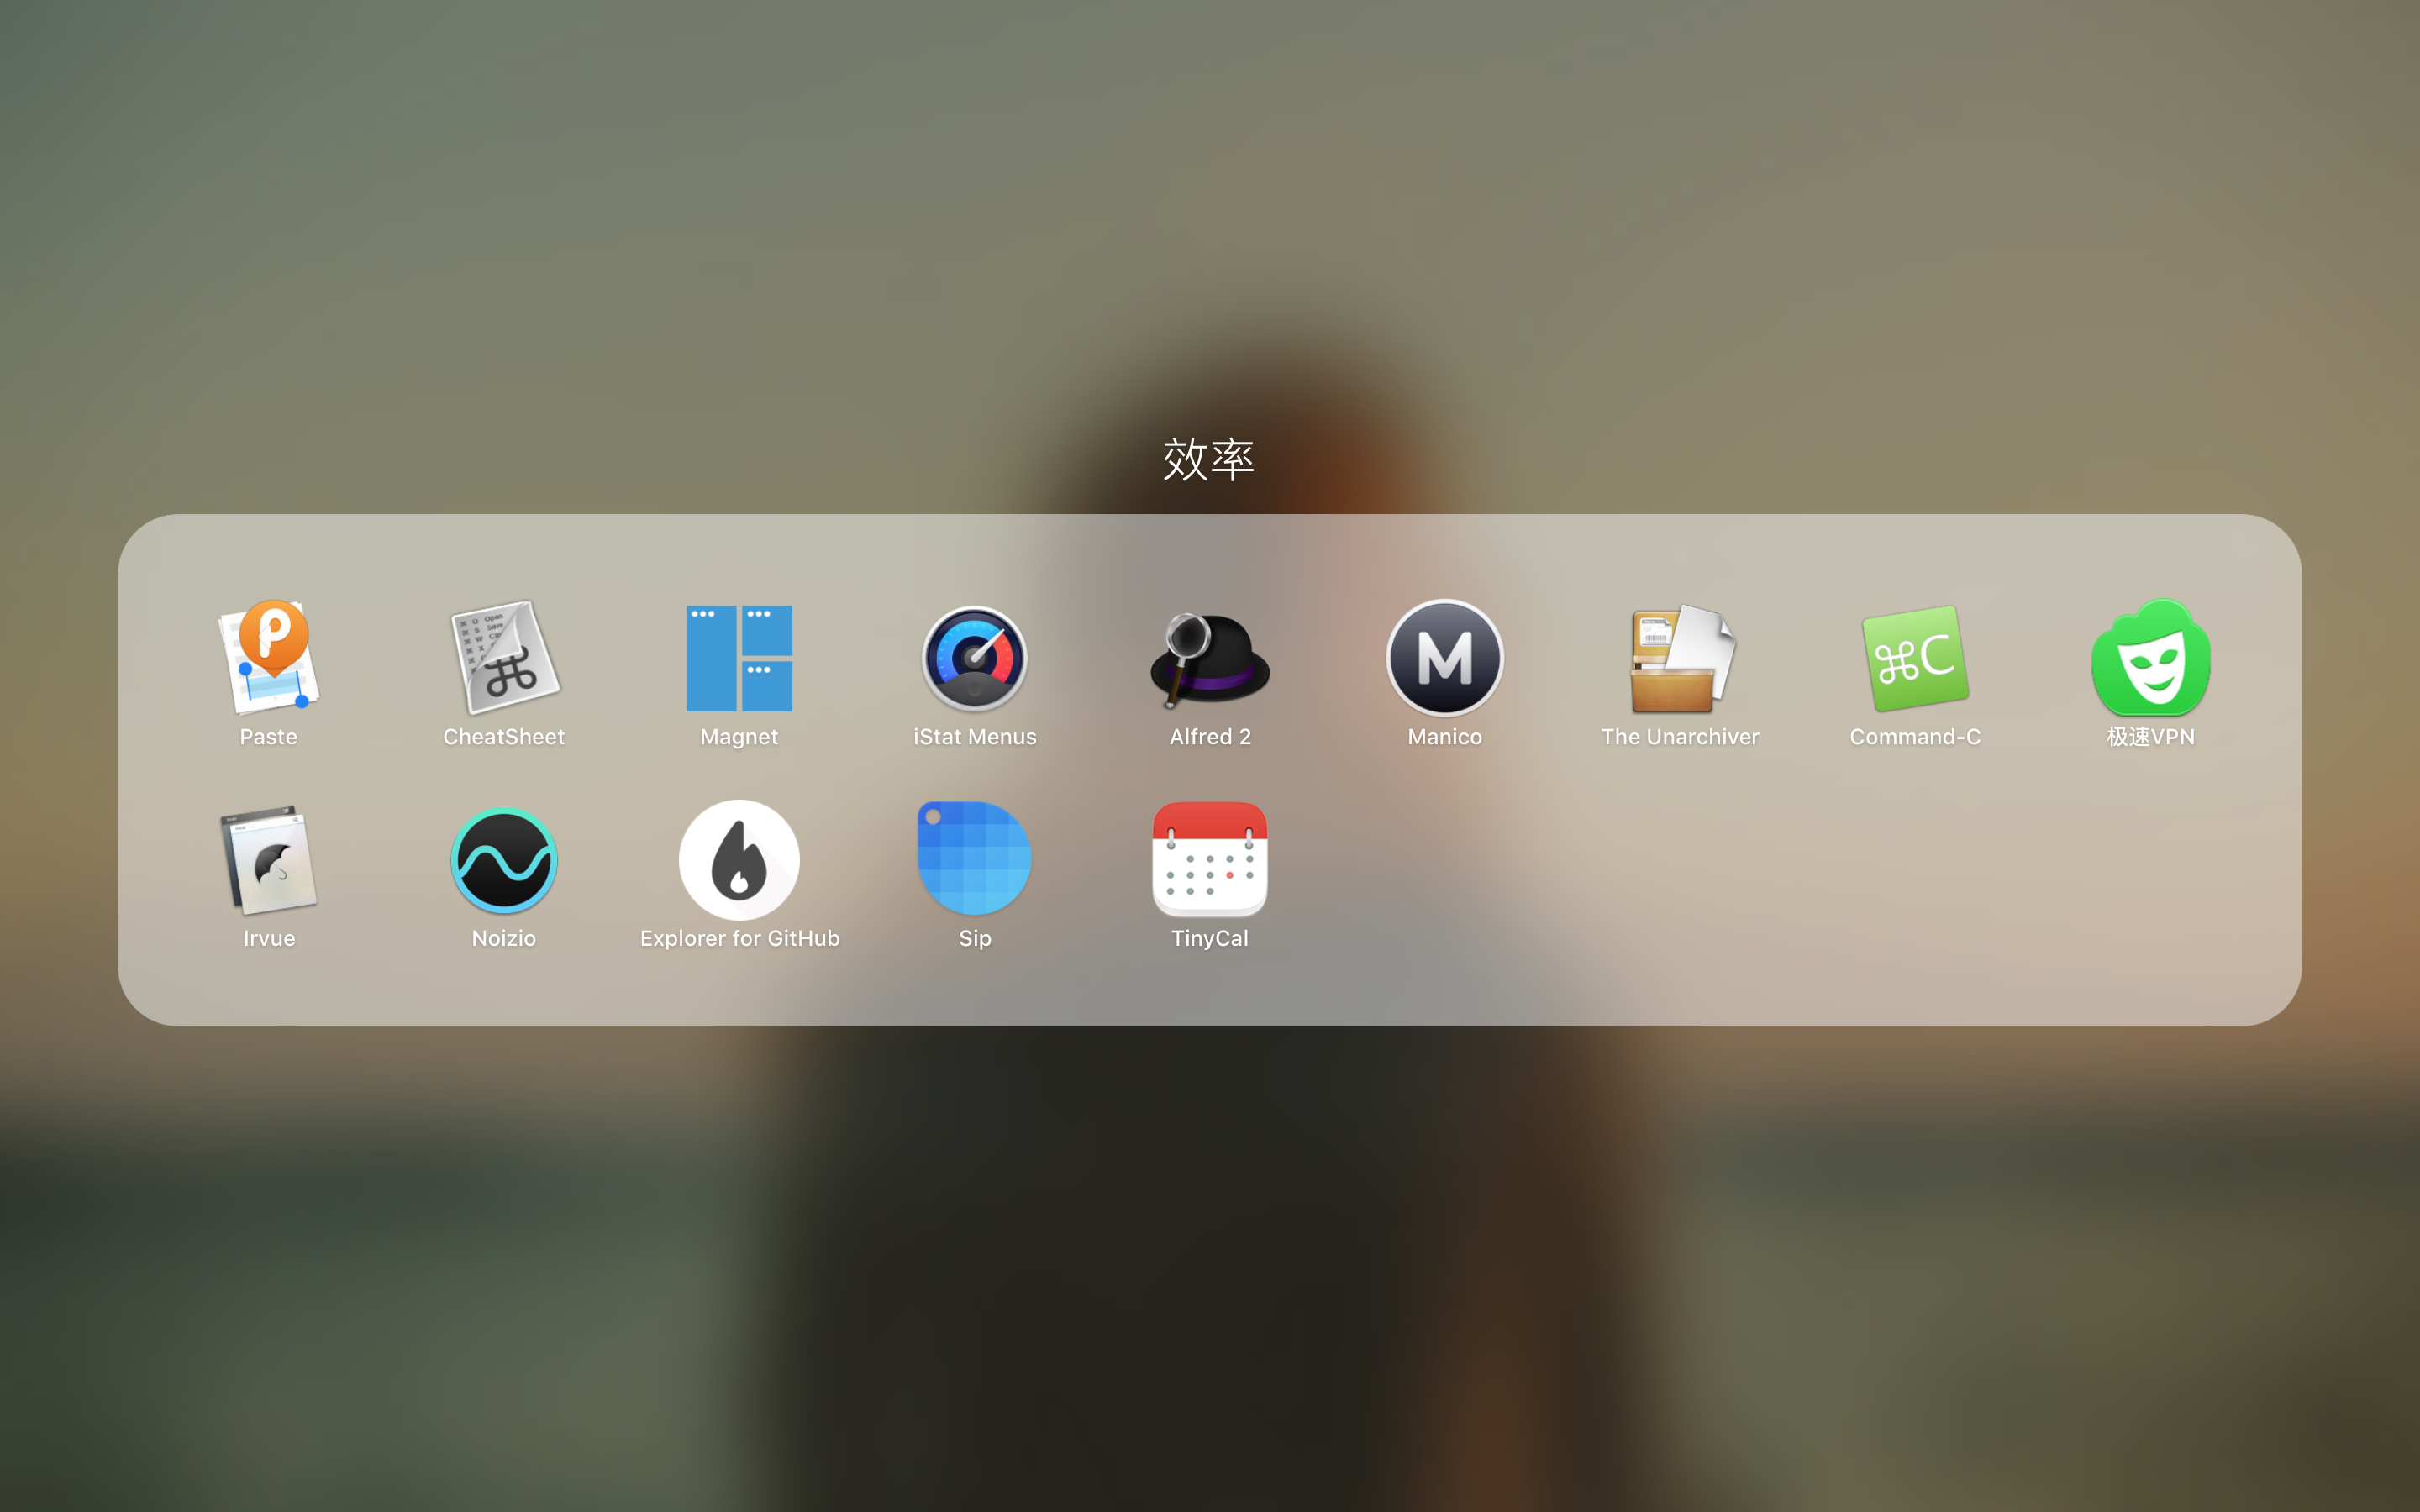 效率
Paste
CheatSheet
Magnet
iStat Menus
Alfred 2
Manico
The Unarchiver
⌘C
Command-C
极速VPN
Irvue
Noizio
Explorer for GitHub
Sip
TinyCal